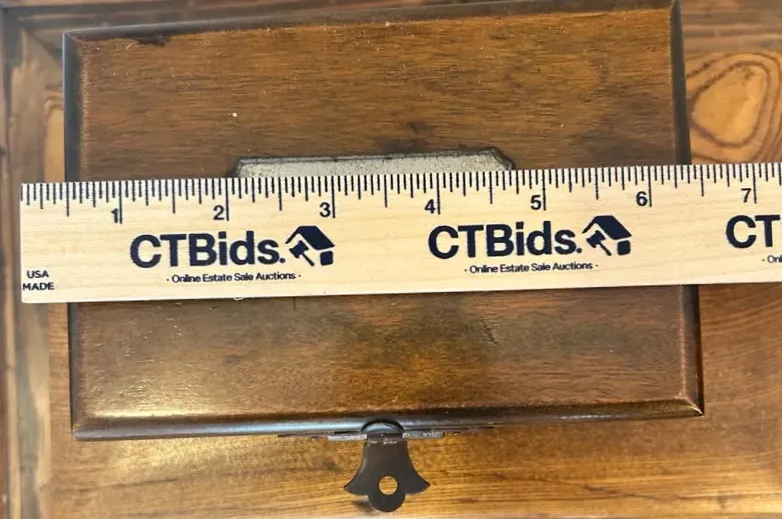 1 2 3 4 5 6 7
CTBids. CTBids. CT
· Online Estate Sale Auctions · · Online Estate Sale Auctions · · Onl
USA
MADE